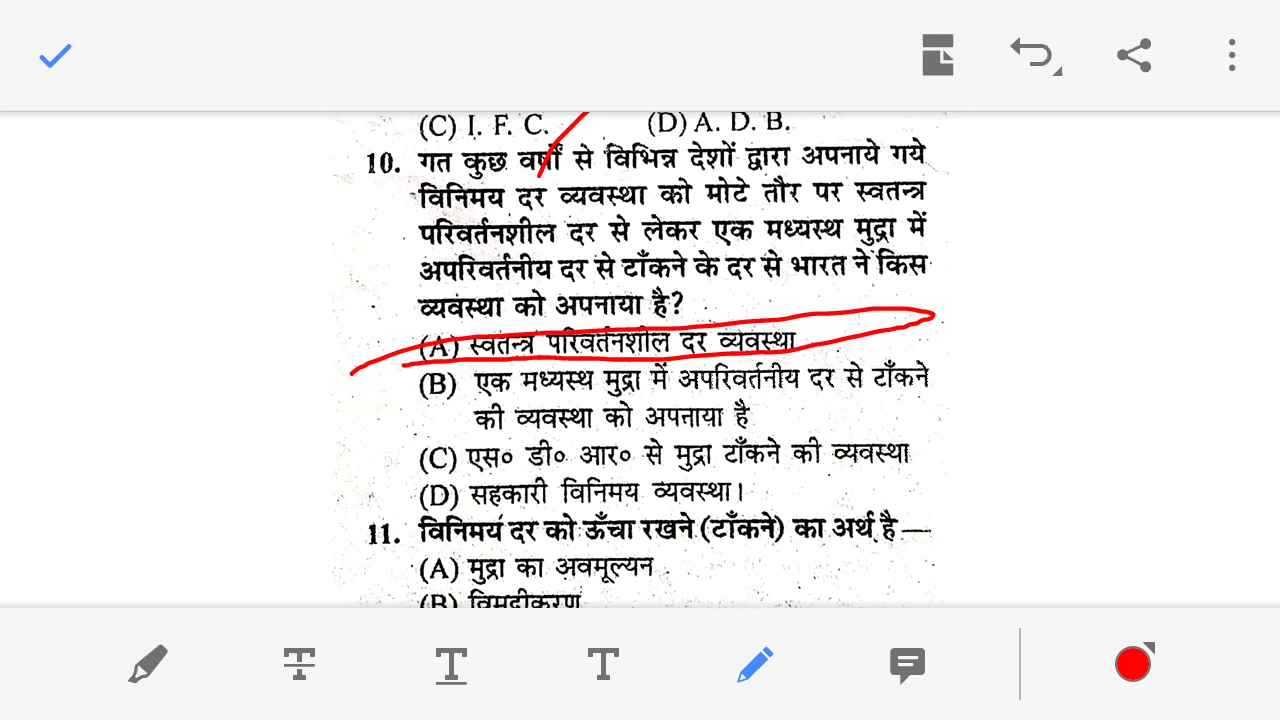 (C) I. F. C. (D) A. D. B.
10. गत कुछ वर्षों से विभिन्न देशों द्वारा अपनाये गये
विनिमय दर व्यवस्था को मोटे तौर पर स्वतन्त्र
परिवर्तनशील दर से लेकर एक मध्यस्थ मुद्रा में
अपरिवर्तनीय दर से टाँकने के दर से भारत ने किस
व्यवस्था को अपनाया है?
(A) स्वतन्त्र परिवर्तनशील दर व्यवस्था
(B) एक मध्यस्थ मुद्रा में अपरिवर्तनीय दर से टाँकने
की व्यवस्था को अपनाया है
(C) एस० डी० आर० से मुद्रा टाँकने की व्यवस्था
(D) सहकारी विनिमय व्यवस्था।
11. विनिमय दर को ऊँचा रखने (टाँकने) का अर्थ है—
(A) मुद्रा का अवमूल्यन
(B) विमुद्रीकरण
T T T